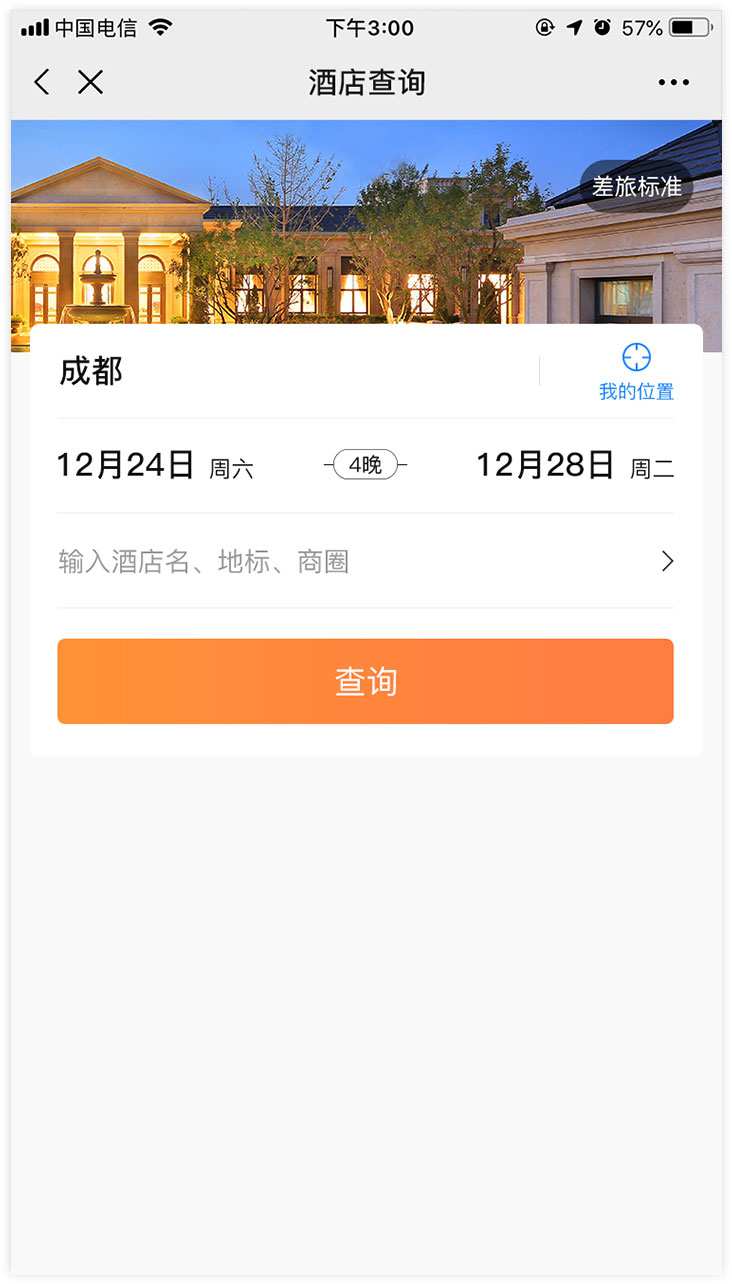 中国电信 下午3:00 57%
酒店查询
差旅标准
成都
我的位置
12月24日 周六 4晚 12月28日 周二
输入酒店名、地标、商圈
查询